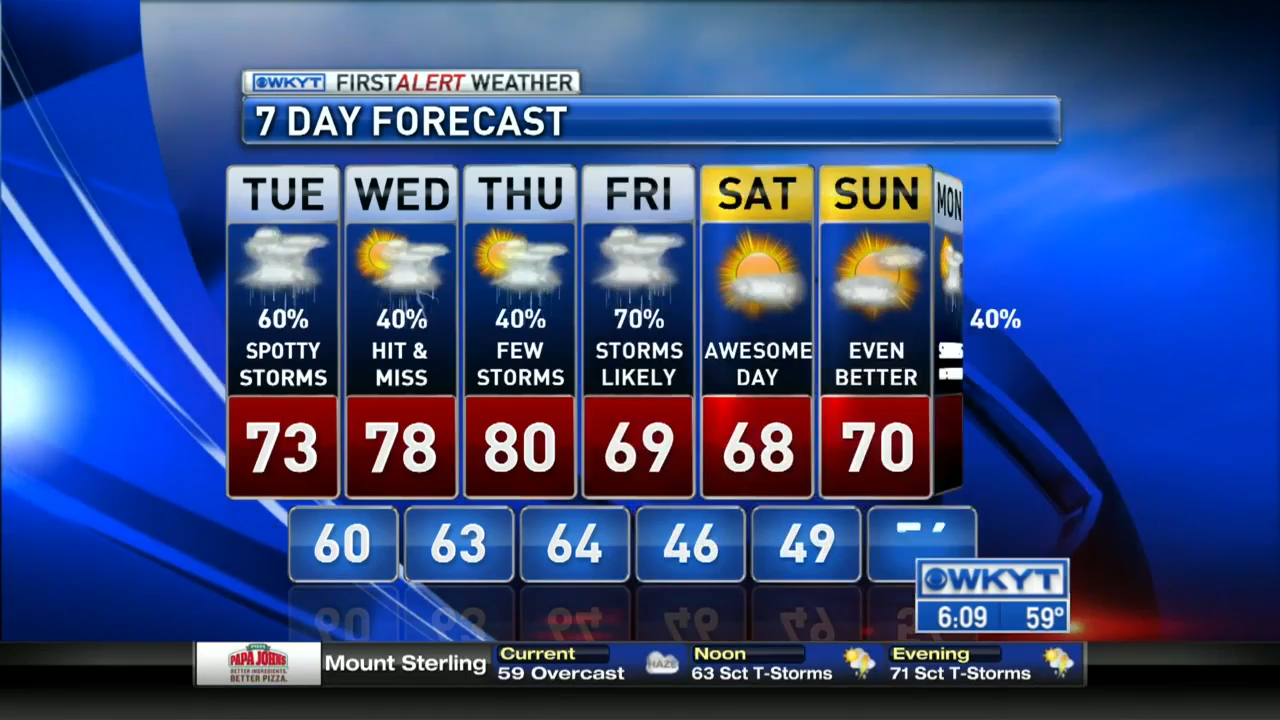 WKYT FIRSTALERT WEATHER
7 DAY FORECAST
TUE WED THU FRI SAT SUN MON
60% 40% 40% 70% 40%
SPOTTY HIT & FEW STORMS AWESOME EVEN
STORMS MISS STORMS LIKELY DAY BETTER
73 78 80 69 68 70
60 63 64 46 49
WKYT
6:09 59°
PIZZA
PAPA JOHNS
BETTER INGREDIENTS.
BETTER PIZZA.
Mount Sterling
Current
59 Overcast
HAZE
Noon
63 Sct T-Storms
Evening
71 Sct T-Storms